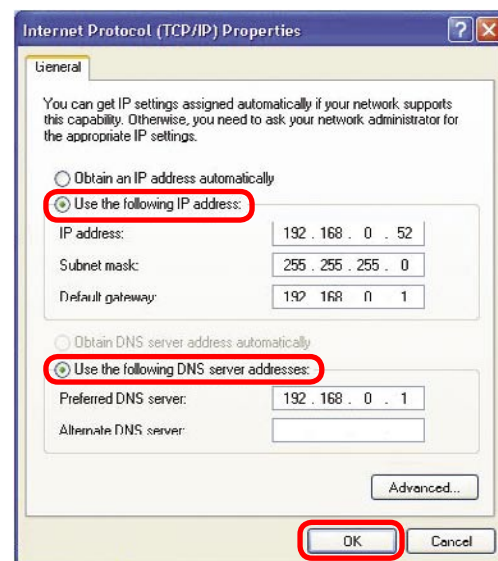 Internet Protocol (TCP/IP) Properties
General
You can get IP settings assigned automatically if your network supports
this capability. Otherwise, you need to ask your network administrator for
the appropriate IP settings.
Obtain an IP address automatically
Use the following IP address:
IP address: 192 . 168 . 0 . 52
Subnet mask: 255 . 255 . 255 . 0
Default gateway: 192 168 0 1
Obtain DNS server address automatically
Use the following DNS server addresses:
Preferred DNS server: 192 . 168 . 0 . 1
Alternate DNS server:
Advanced...
OK Cancel